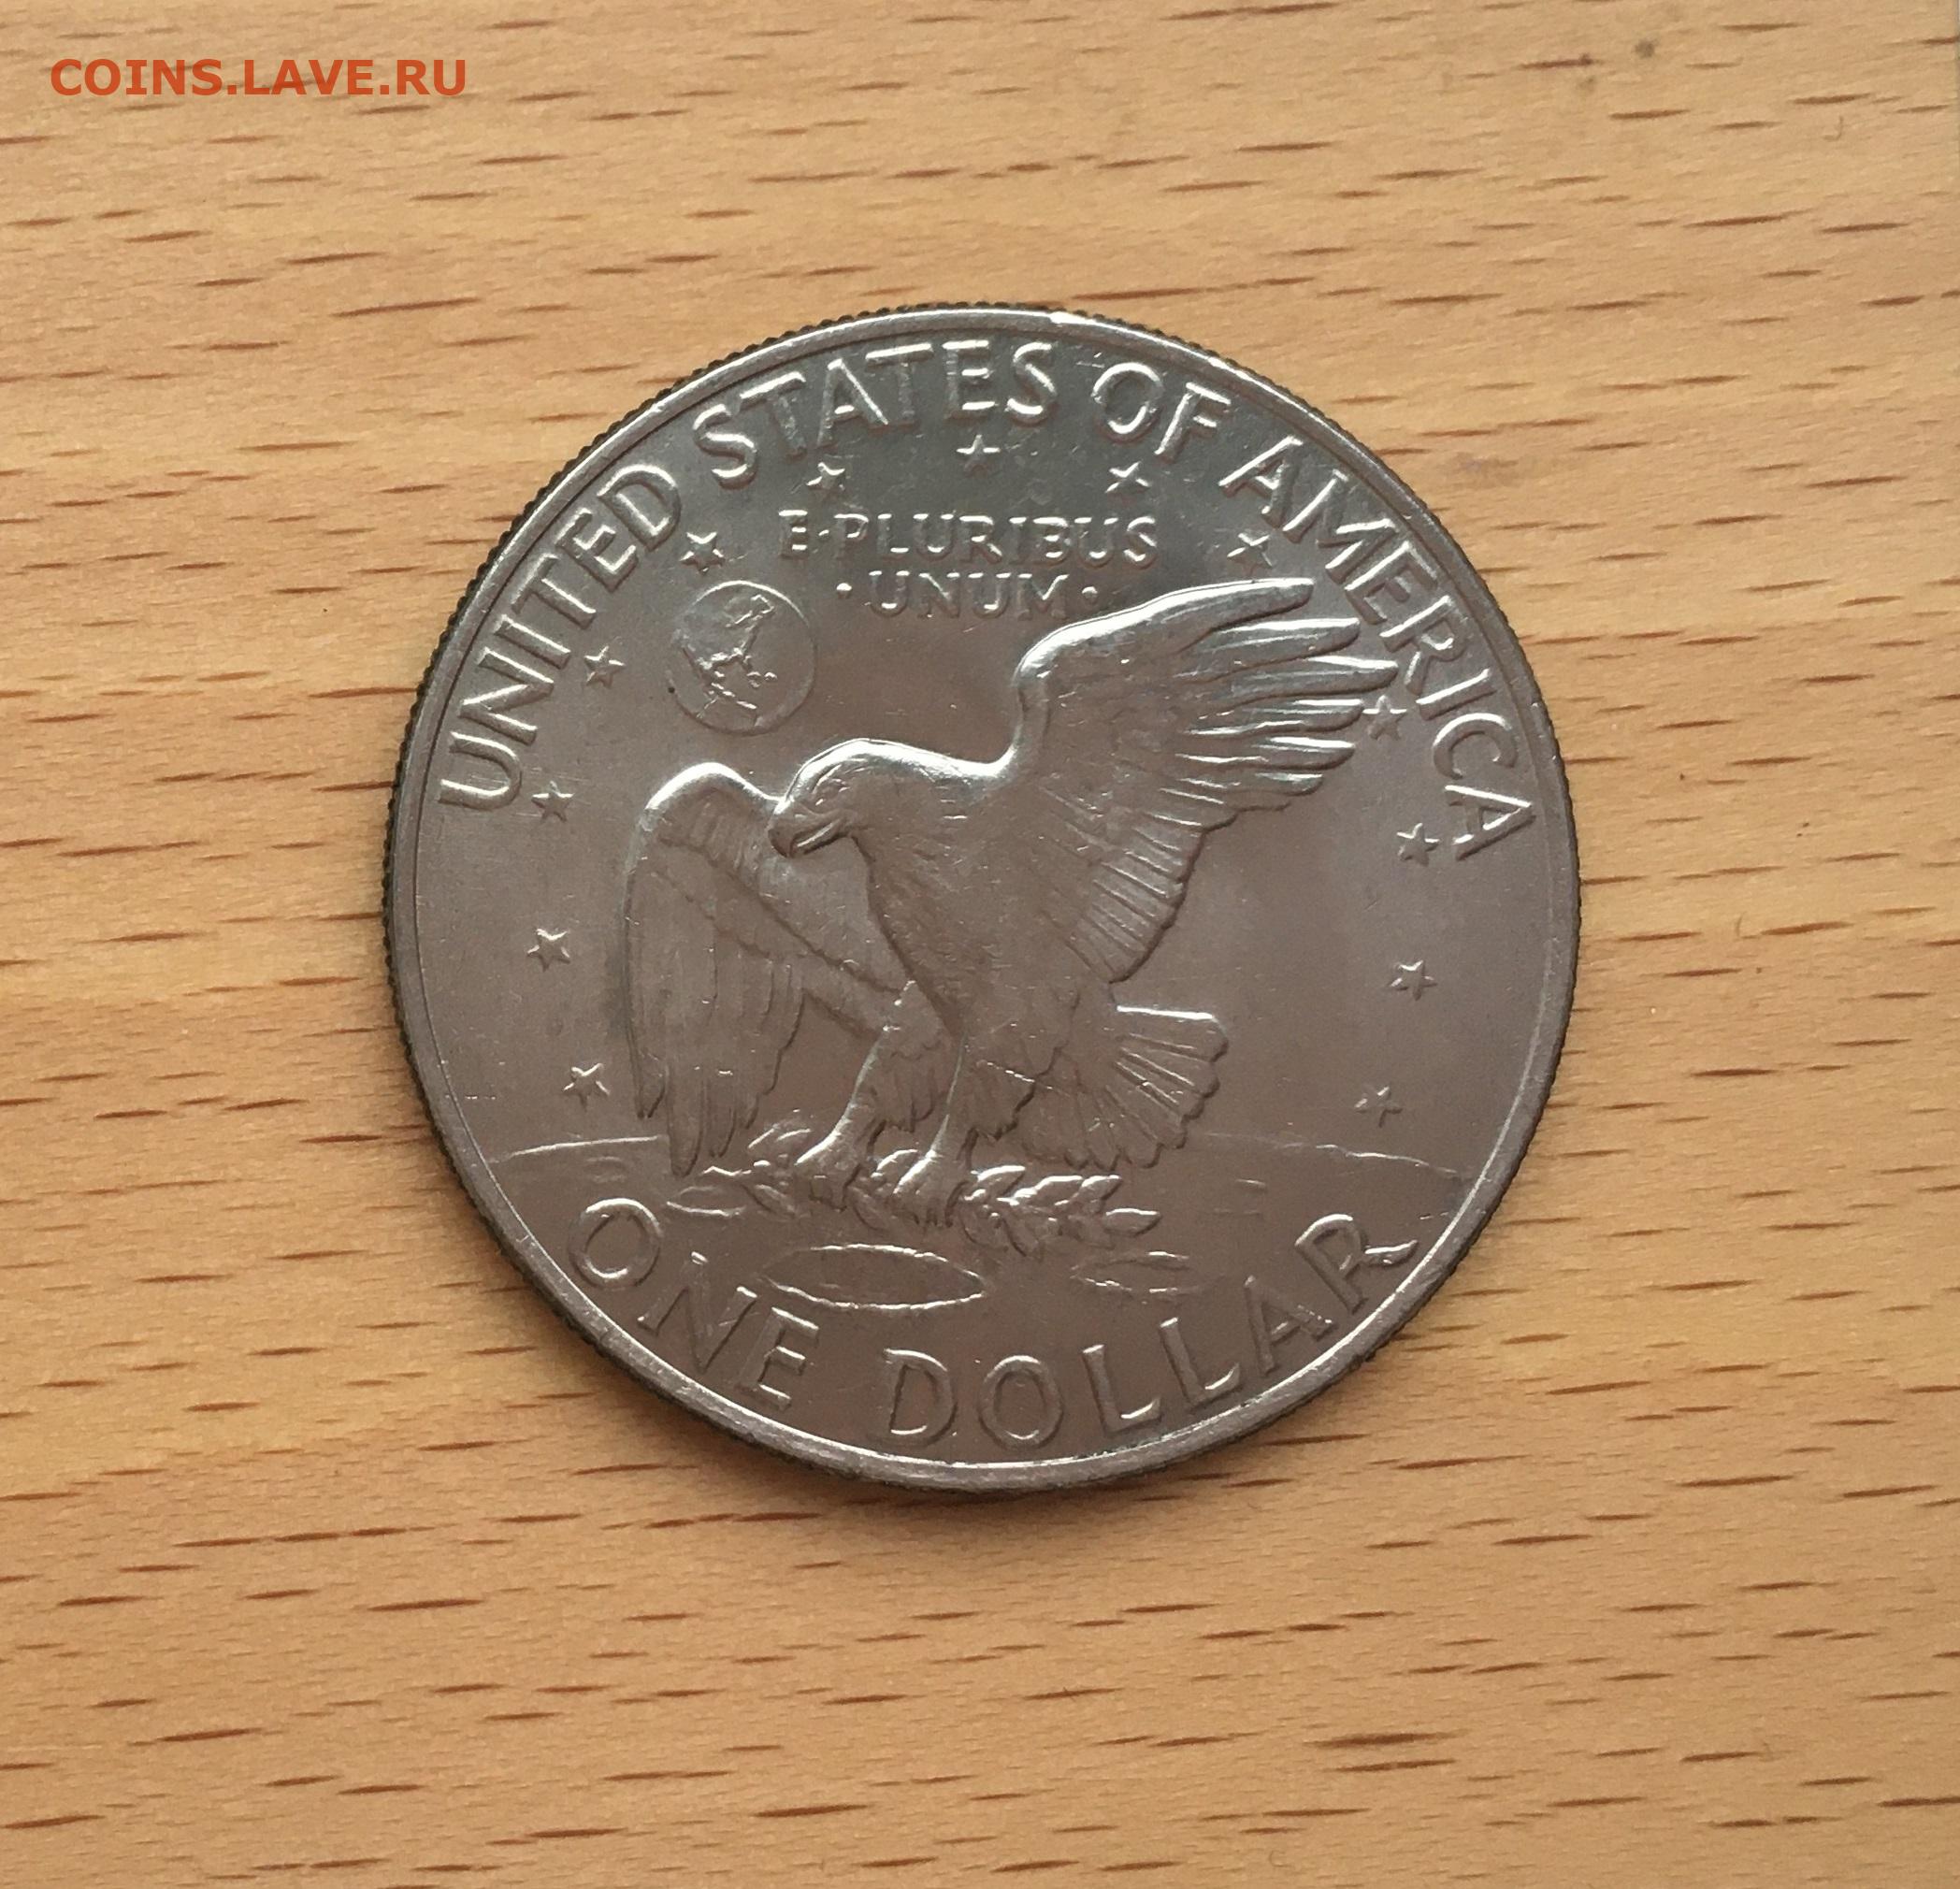 COINS.LAVE.RU
UNITED STATES OF AMERICA
E·PLURIBUS
·UNUM·
ONE DOLLAR